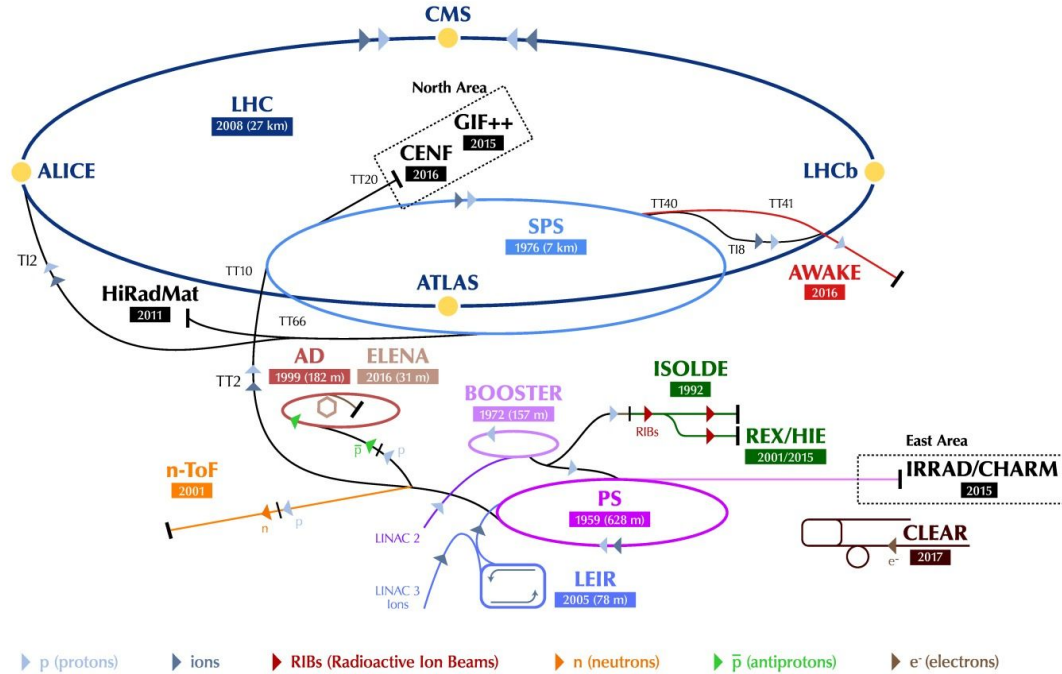 CMS
North Area
LHC
2008 (27 km)
GIF++
2015
CENF
2016
ALICE
LHCb
TT20
TT40
TT41
SPS
1976 (7 km)
TI8
TI2
TT10
ATLAS
AWAKE
2016
HiRadMat
2011
TT66
AD
1999 (182 m)
ELENA
2016 (31 m)
TT2
ISOLDE
1992
BOOSTER
1972 (157 m)
RIBs
REX/HIE
2001/2015
East Area
p̄
p
n-ToF
2001
IRRAD/CHARM
2015
PS
1959 (628 m)
n
p
LINAC 2
CLEAR
2017
e-
LEIR
2005 (78 m)
LINAC 3
Ions
p (protons)
ions
RIBs (Radioactive Ion Beams)
n (neutrons)
p̄ (antiprotons)
e- (electrons)